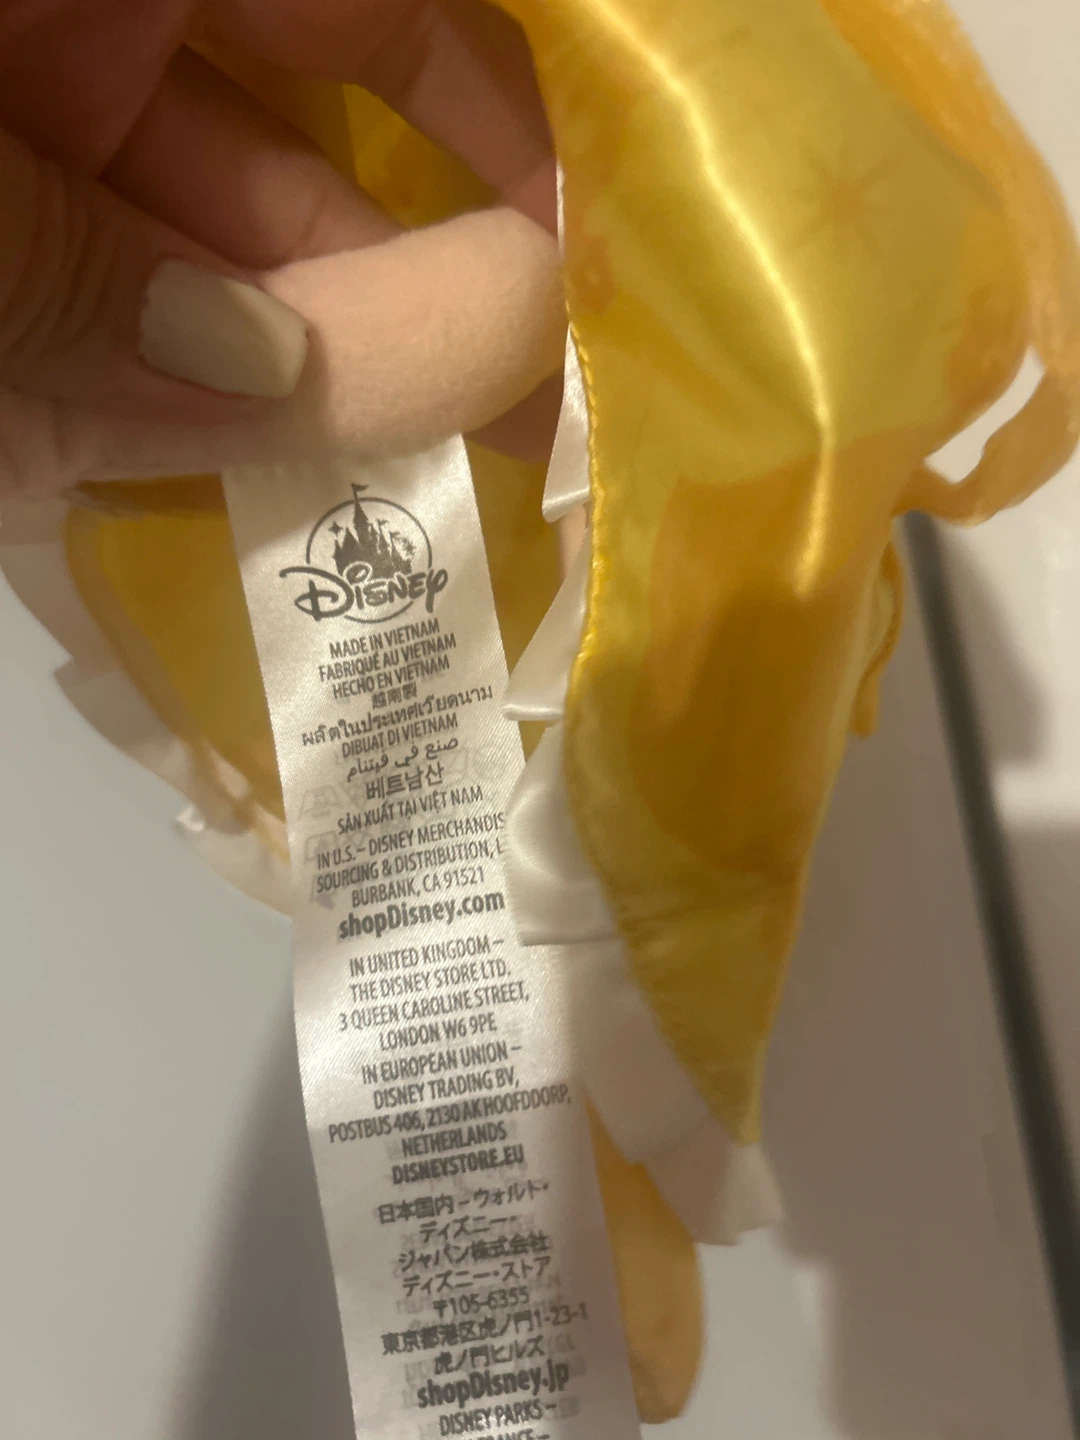 Disney
MADE IN VIETNAM
FABRIQUÉ AU VIETNAM
HECHO EN VIETNAM
越南製
ผลิตในประเทศเวียดนาม
DIBUAT DI VIETNAM
صنع في فيتنام
베트남산
SẢN XUẤT TẠI VIỆT NAM
IN U.S. – DISNEY MERCHANDIS
SOURCING & DISTRIBUTION, L
BURBANK, CA 91521
shopDisney.com
IN UNITED KINGDOM –
THE DISNEY STORE LTD.
3 QUEEN CAROLINE STREET,
LONDON W6 9PE
IN EUROPEAN UNION –
DISNEY TRADING BV,
POSTBUS 406, 2130 AK HOOFDDORP,
NETHERLANDS
DISNEYSTORE.EU
日本国内 – ウォルト・
ディズニー・
ジャパン株式会社
ディズニー・ストア
〒105-6355
東京都港区虎ノ門1-23-1
虎ノ門ヒルズ
shopDisney.jp
DISNEY PARKS –